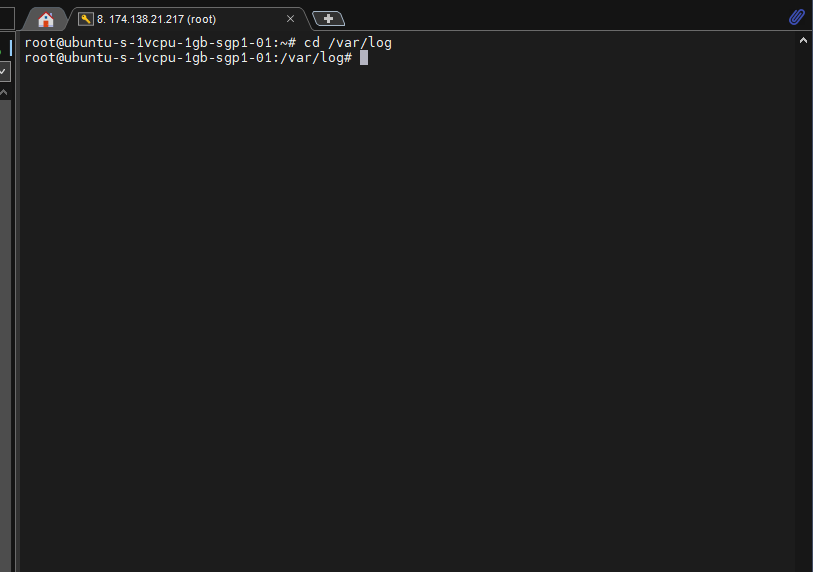 8. 174.138.21.217 (root)
root@ubuntu-s-1vcpu-1gb-sgp1-01:~# cd /var/log
root@ubuntu-s-1vcpu-1gb-sgp1-01:/var/log#